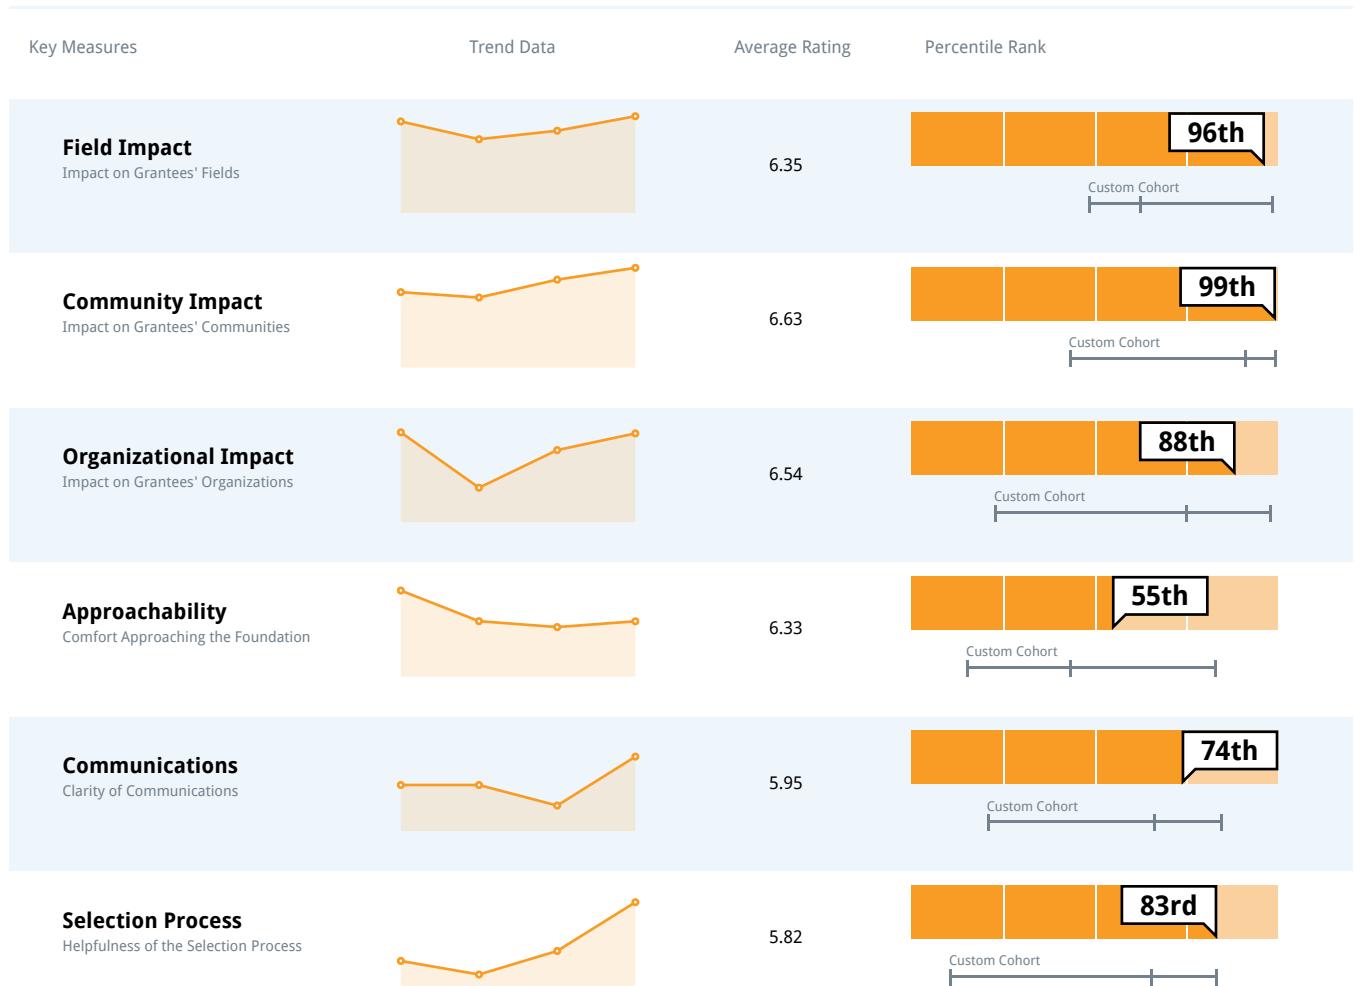 Key Measures
Trend Data
Average Rating
Percentile Rank
Field Impact
Impact on Grantees' Fields
6.35
96th
Custom Cohort
Community Impact
Impact on Grantees' Communities
6.63
99th
Custom Cohort
Organizational Impact
Impact on Grantees' Organizations
6.54
88th
Custom Cohort
Approachability
Comfort Approaching the Foundation
6.33
55th
Custom Cohort
Communications
Clarity of Communications
5.95
74th
Custom Cohort
Selection Process
Helpfulness of the Selection Process
5.82
83rd
Custom Cohort